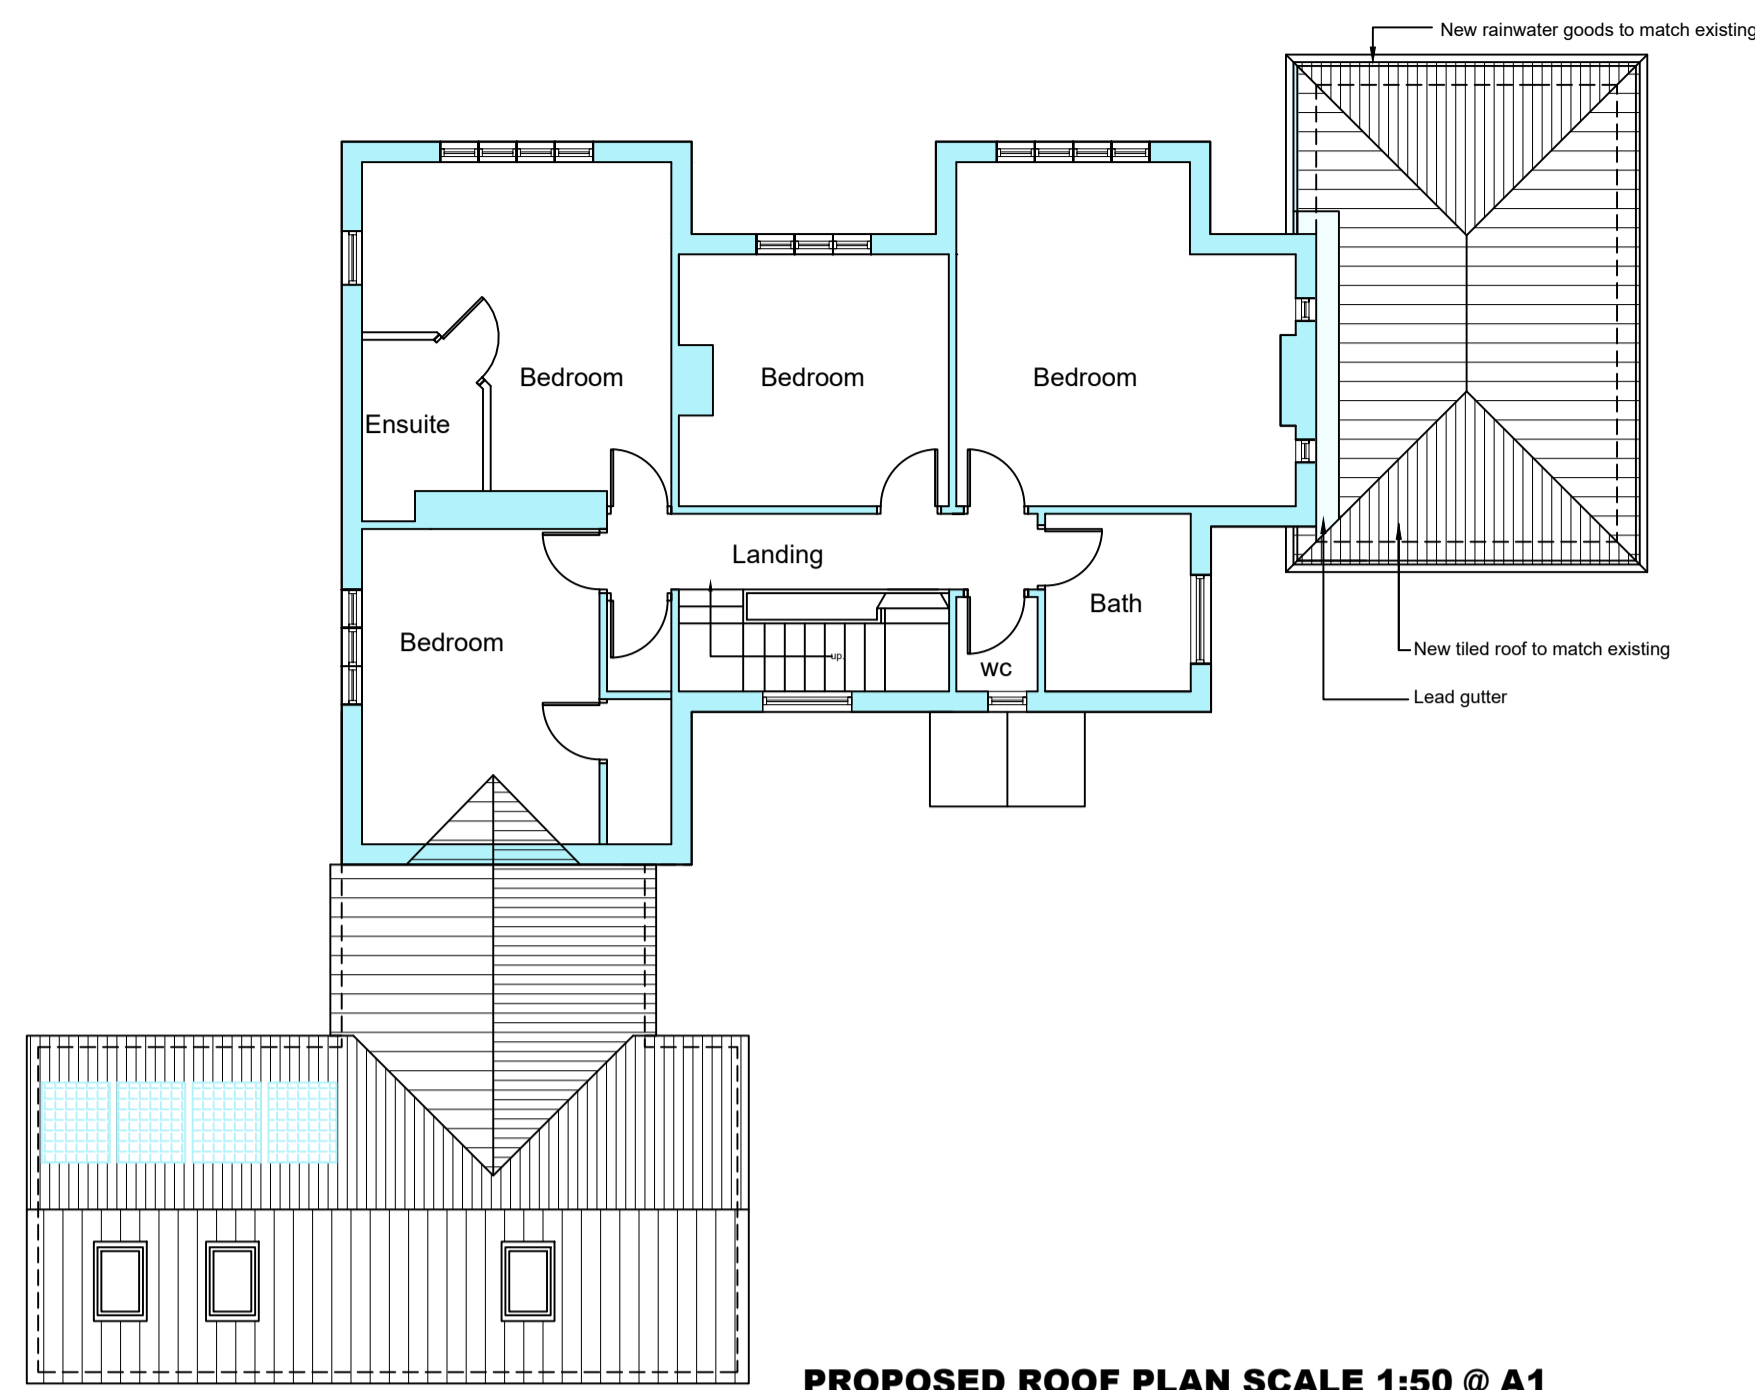 New rainwater goods to match existing
Bedroom
Bedroom
Bedroom
Ensuite
Landing
Bath
Bedroom
up.
wc
New tiled roof to match existing
Lead gutter
PROPOSED ROOF PLAN SCALE 1:50 @ A1